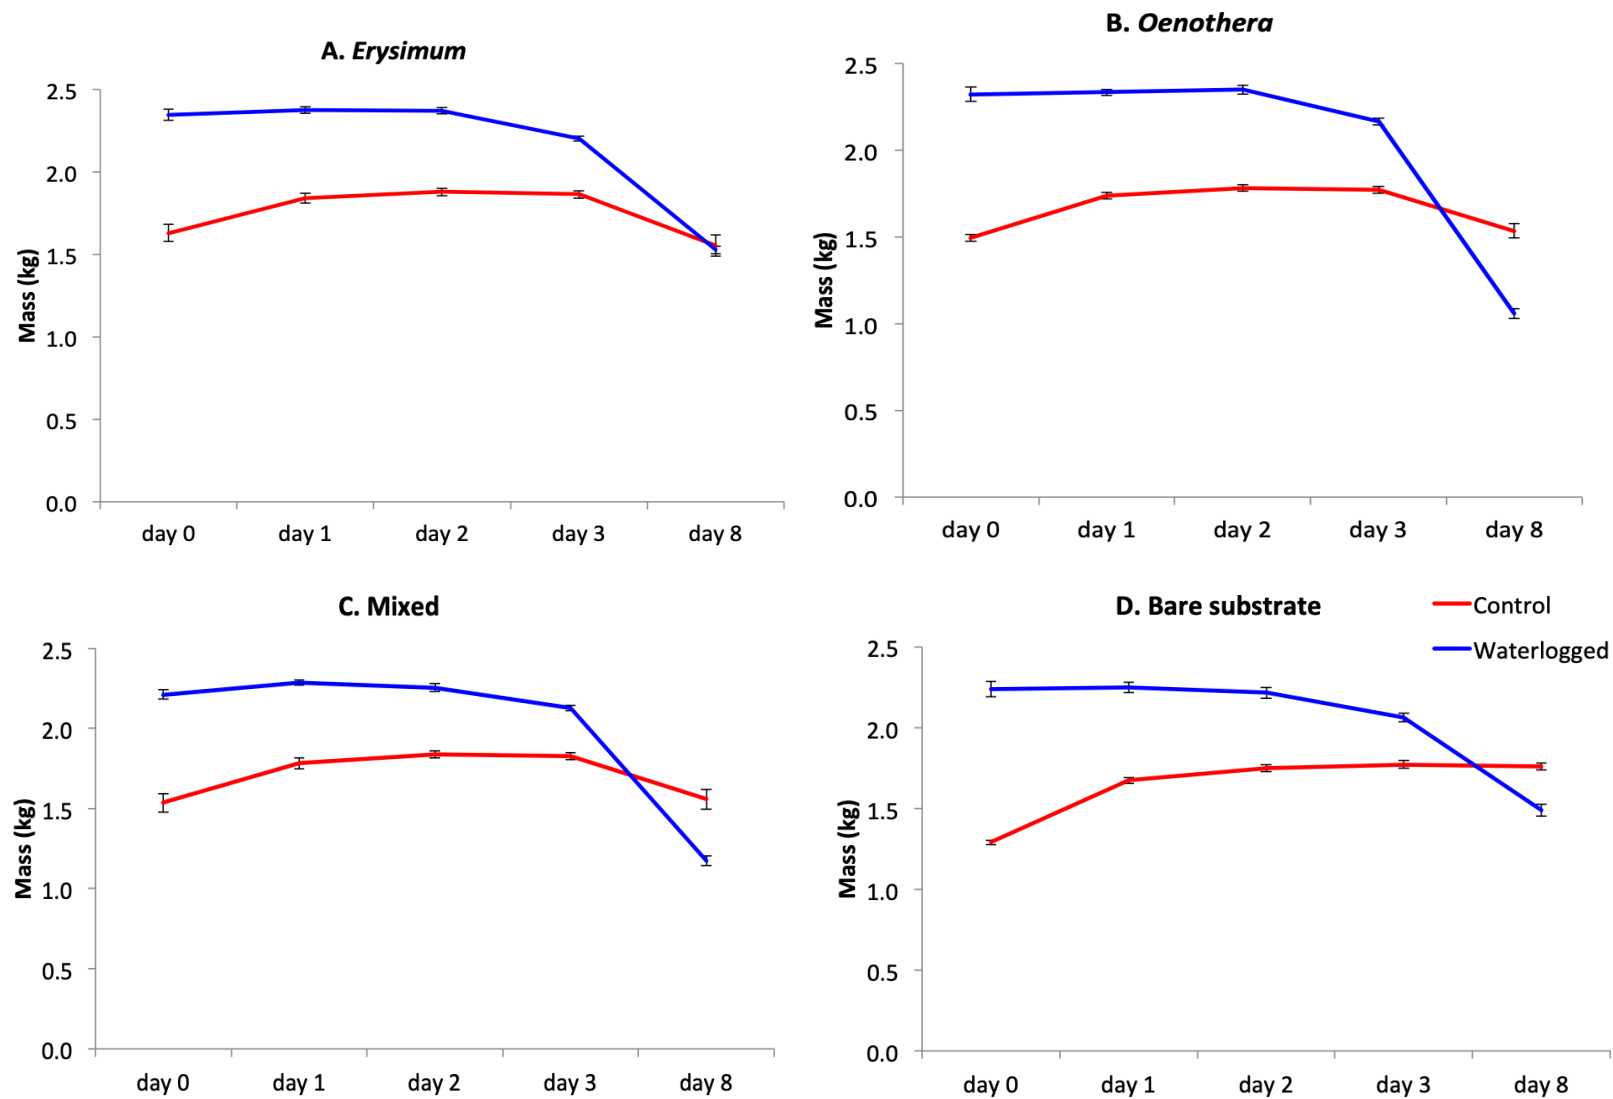 A. Erysimum
2.5
2.0
1.5
1.0
0.5
0.0
Mass (kg)
day 0 day 1 day 2 day 3 day 8
B. Oenothera
2.5
2.0
1.5
1.0
0.5
0.0
Mass (kg)
day 0 day 1 day 2 day 3 day 8
C. Mixed
2.5
2.0
1.5
1.0
0.5
0.0
Mass (kg)
day 0 day 1 day 2 day 3 day 8
D. Bare substrate
Control
Waterlogged
2.5
2.0
1.5
1.0
0.5
0.0
Mass (kg)
day 0 day 1 day 2 day 3 day 8